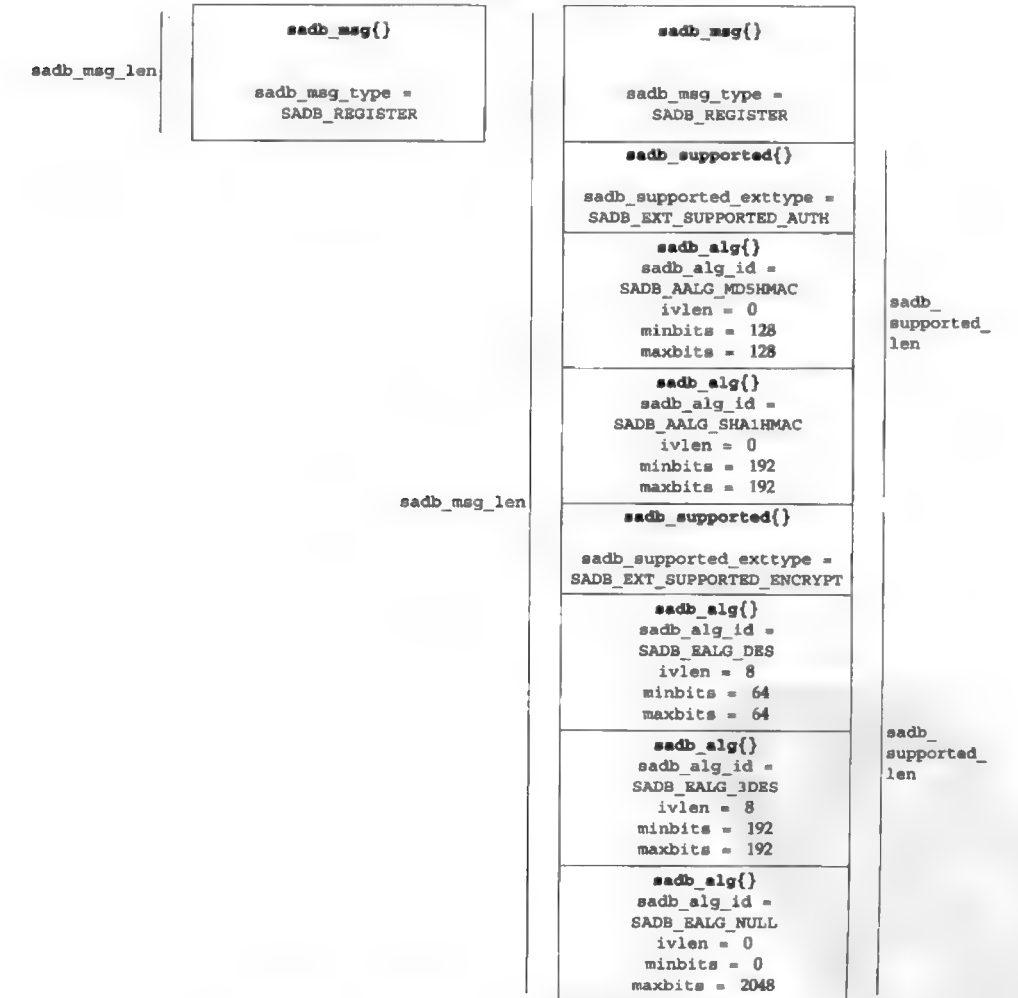 sadb_msg{}
sadb_msg_len
sadb_msg_type =
SADB_REGISTER
sadb_msg{}
sadb_msg_type =
SADB_REGISTER
sadb_supported{}
sadb_supported_exttype =
SADB_EXT_SUPPORTED_AUTH
sadb_alg{}
sadb_alg_id =
SADB_AALG_MD5HMAC
ivlen = 0
minbits = 128
maxbits = 128
sadb_
supported_
len
sadb_alg{}
sadb_alg_id =
SADB_AALG_SHA1HMAC
ivlen = 0
minbits = 192
maxbits = 192
sadb_msg_len
sadb_supported{}
sadb_supported_exttype =
SADB_EXT_SUPPORTED_ENCRYPT
sadb_alg{}
sadb_alg_id =
SADB_EALG_DES
ivlen = 8
minbits = 64
maxbits = 64
sadb_alg{}
sadb_alg_id =
SADB_EALG_3DES
ivlen = 8
minbits = 192
maxbits = 192
sadb_
supported_
len
sadb_alg{}
sadb_alg_id =
SADB_EALG_NULL
ivlen = 0
minbits = 0
maxbits = 2048